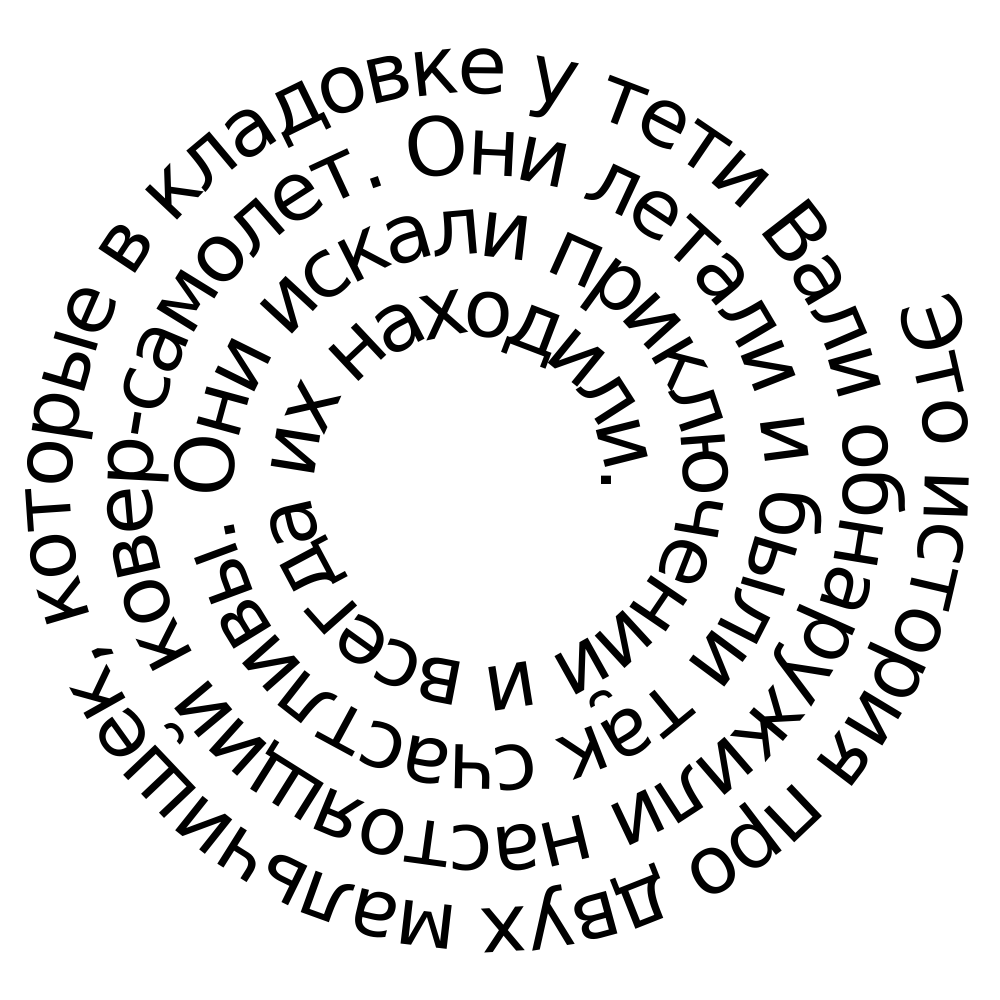 Это история про двух мальчишек, которые в кладовке у тети Вали обнаружили настоящий ковер-самолет. Они летали и были так счастливы. Они искали приключений и всегда их находили.